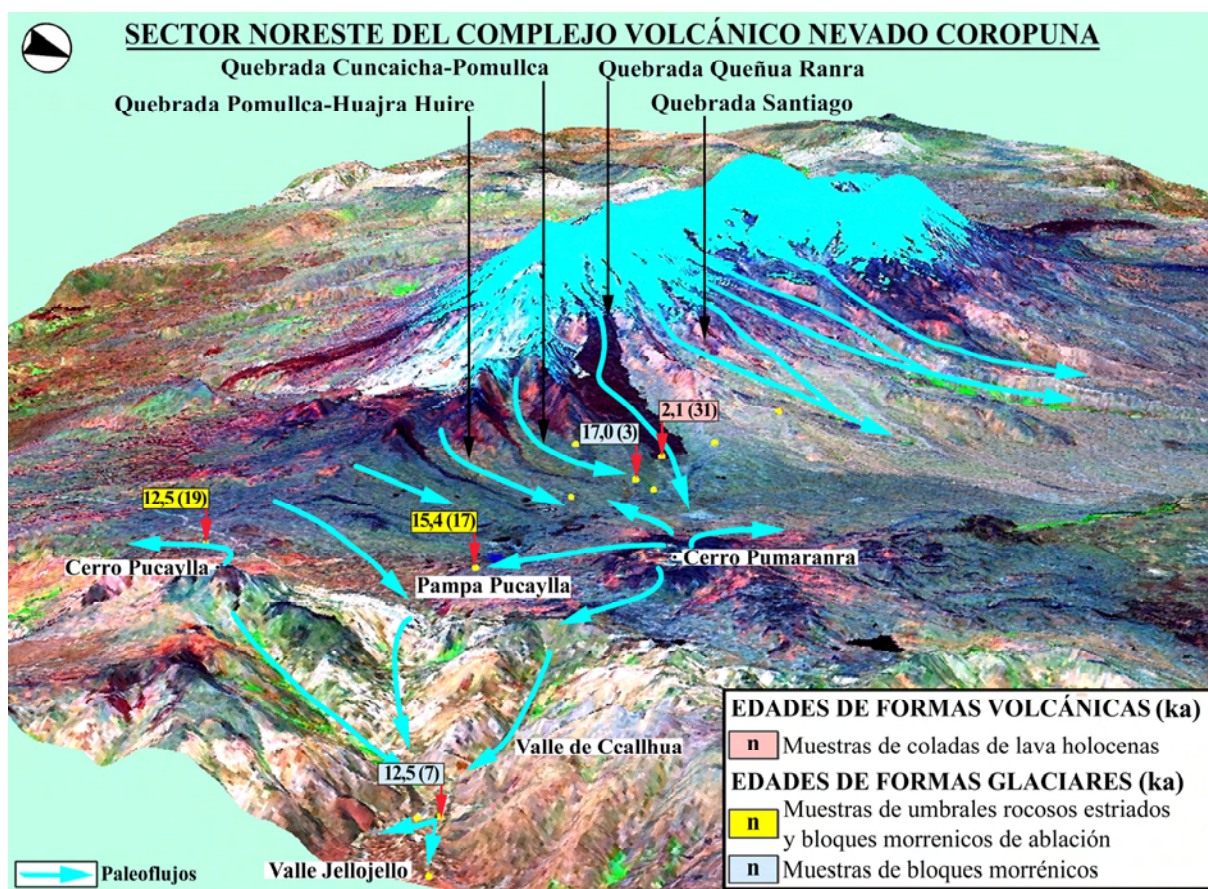 SECTOR NORESTE DEL COMPLEJO VOLCÁNICO NEVADO COROPUNA
Quebrada Cuncaicha-Pomullca
Quebrada Queñua Ranra
Quebrada Pomullca-Huajra Huire
Quebrada Santiago
2,1 (31)
17,0 (3)
12,5 (19)
15,4 (17)
Cerro Pucaylla
Pampa Pucaylla
Cerro Pumaranra
Valle de Ccallhua
12,5 (7)
Valle Jellojello
Paleoflujos
EDADES DE FORMAS VOLCÁNICAS (ka)
n Muestras de coladas de lava holocenas
EDADES DE FORMAS GLACIARES (ka)
n Muestras de umbrales rocosos estriados
y bloques morrenicos de ablación
n Muestras de bloques morrénicos